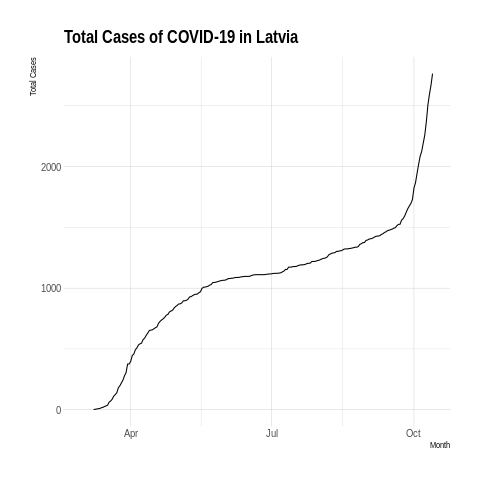 Total Cases of COVID-19 in Latvia
Total Cases
2000
1000
0
Apr
Jul
Oct
Month